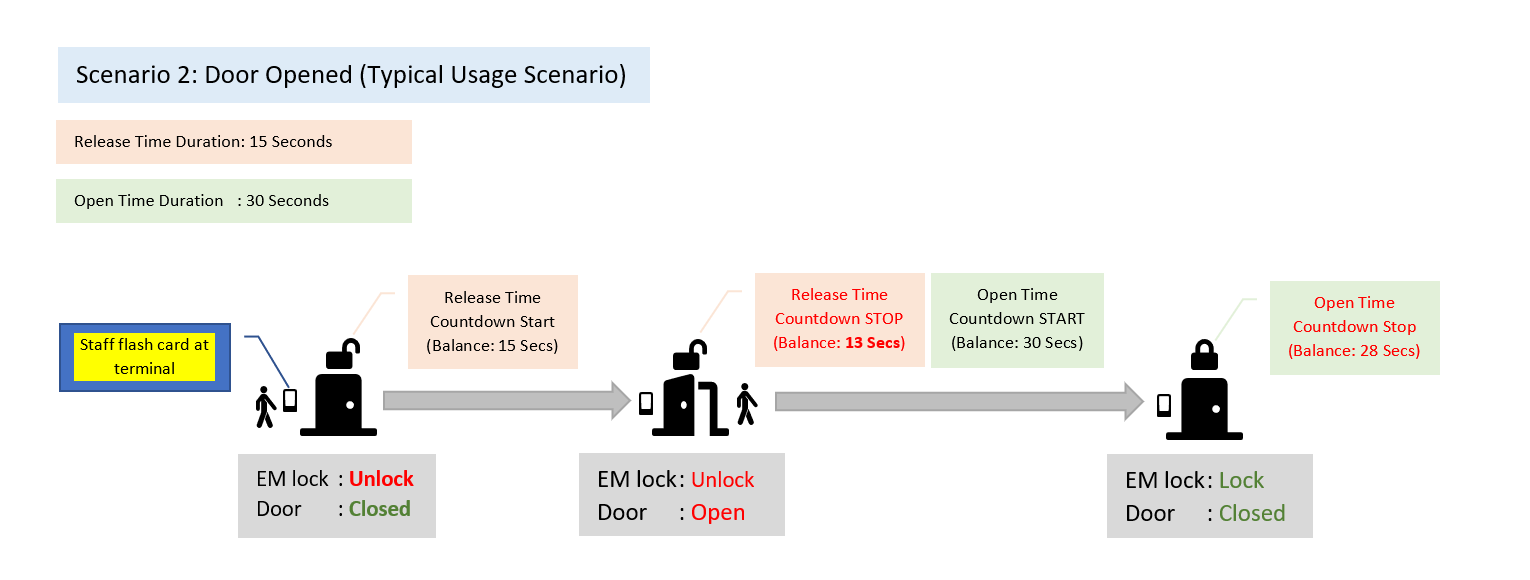 Scenario 2: Door Opened (Typical Usage Scenario)
Release Time Duration: 15 Seconds
Open Time Duration : 30 Seconds
Staff flash card at
terminal
Release Time
Countdown Start
(Balance: 15 Secs)
Release Time
Countdown STOP
(Balance: 13 Secs)
Open Time
Countdown START
(Balance: 30 Secs)
Open Time
Countdown Stop
(Balance: 28 Secs)
EM lock : Unlock
Door : Closed
EM lock : Unlock
Door : Open
EM lock : Lock
Door : Closed